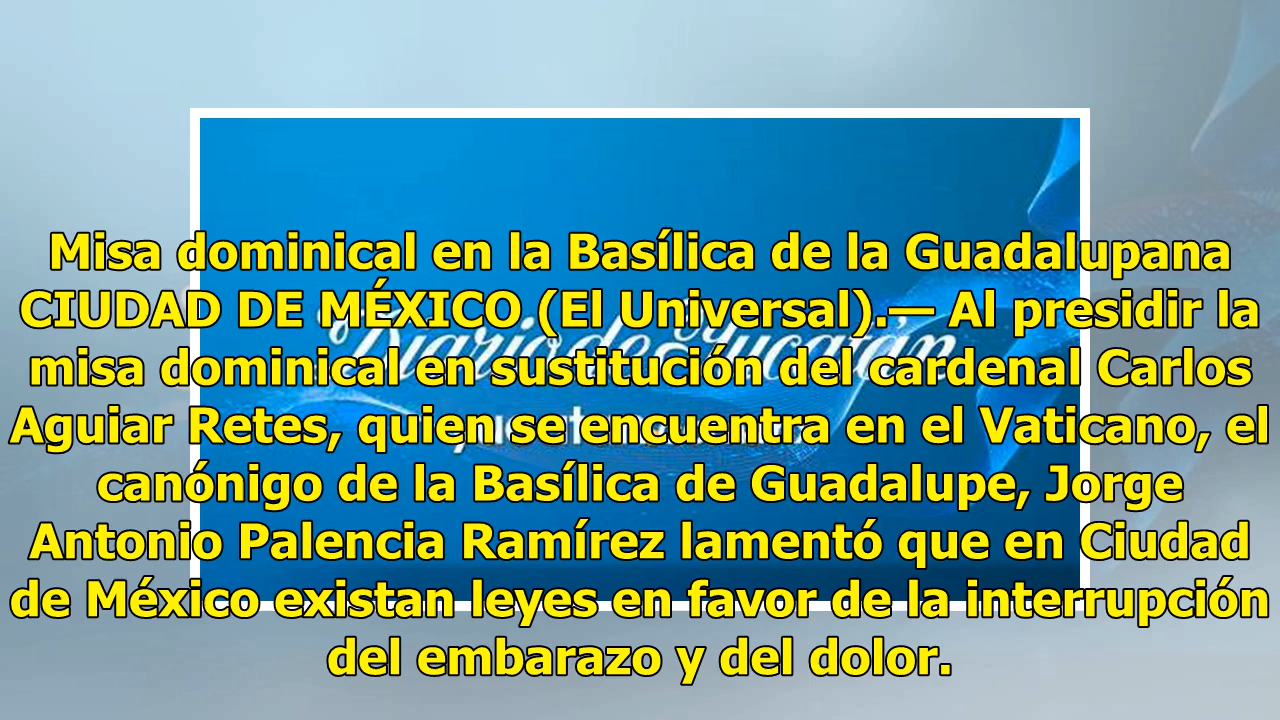 Misa dominical en la Basílica de la Guadalupana
CIUDAD DE MÉXICO (El Universal).— Al presidir la
misa dominical en sustitución del cardenal Carlos
Aguiar Retes, quien se encuentra en el Vaticano, el
canónigo de la Basílica de Guadalupe, Jorge
Antonio Palencia Ramírez lamentó que en Ciudad
de México existan leyes en favor de la interrupción
del embarazo y del dolor.
Diario de Yucatán